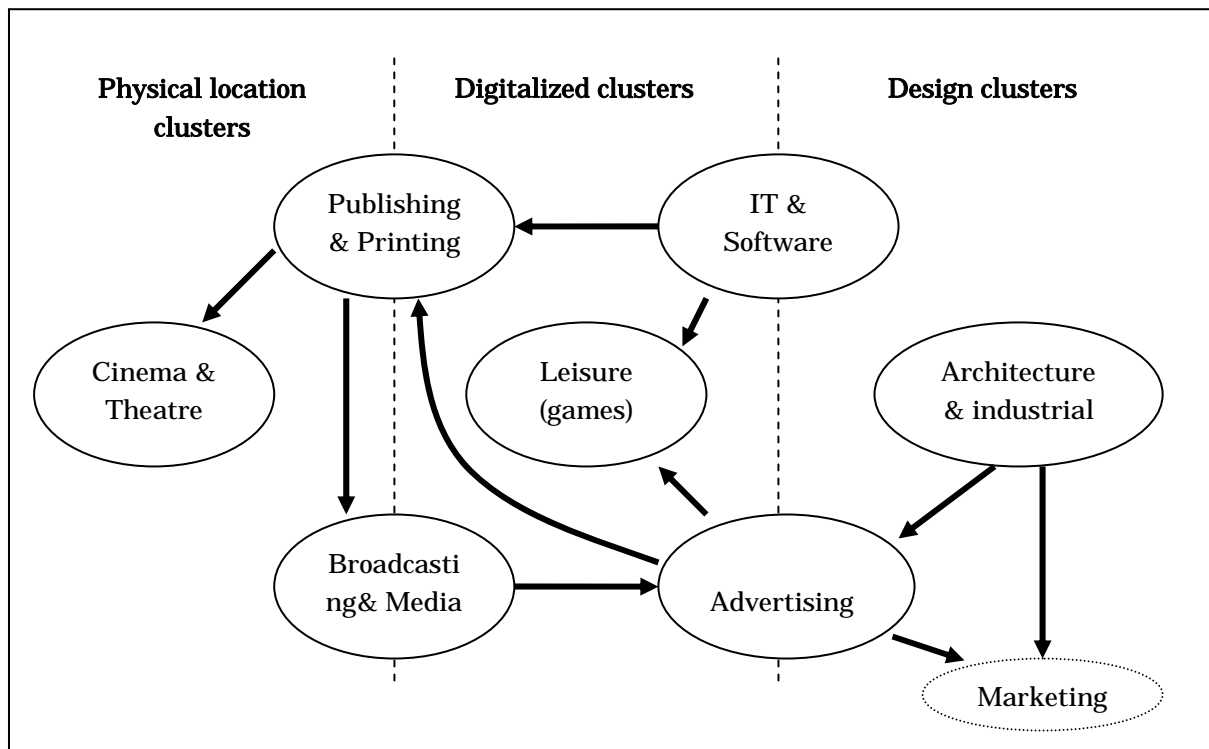 Physical location
clusters
Digitalized clusters
Design clusters
Publishing
& Printing
IT &
Software
Cinema &
Theatre
Leisure
(games)
Architecture
& industrial
Broadcasti
ng& Media
Advertising
Marketing